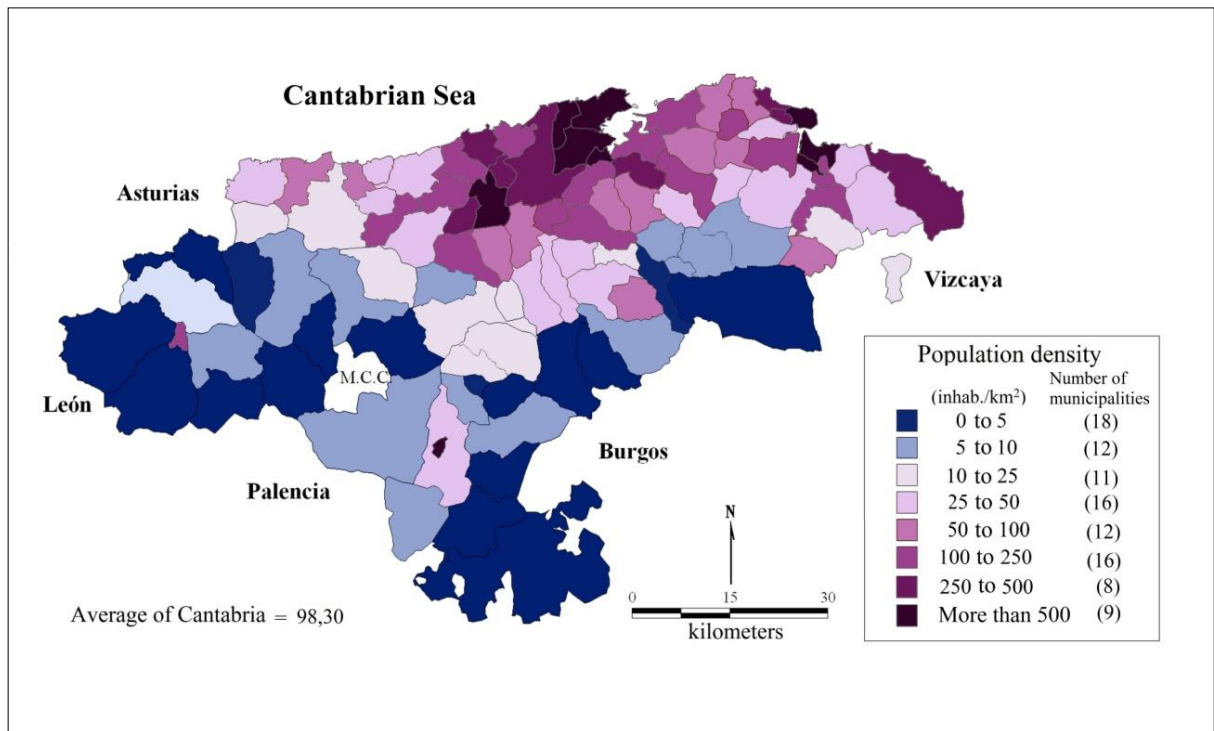 Cantabrian Sea
Asturias
Vizcaya
M.C.C.
León
Burgos
Palencia
Population density
(inhab./km²)
Number of
municipalities
0 to 5 (18)
5 to 10 (12)
10 to 25 (11)
25 to 50 (16)
50 to 100 (12)
100 to 250 (16)
250 to 500 (8)
More than 500 (9)
N
0 15 30
kilometers
Average of Cantabria = 98,30